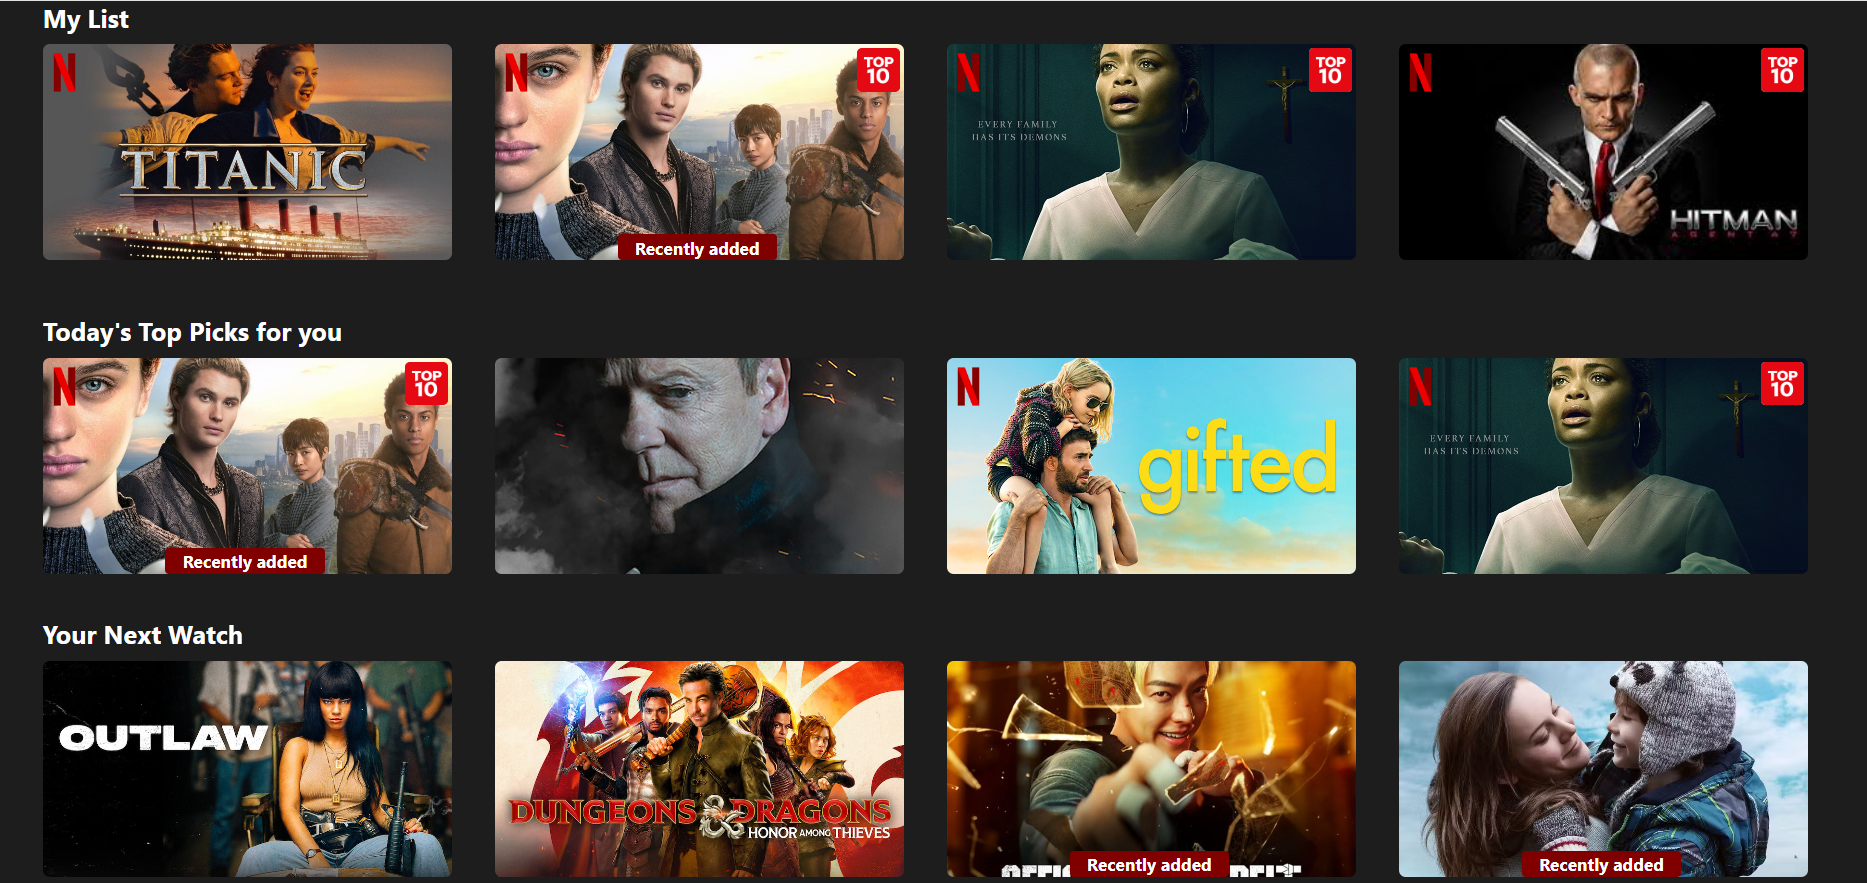 My List
N
TITANIC
N
TOP
10
Recently added
N
EVERY FAMILY
HAS ITS DEMONS
TOP
10
N
TOP
10
HITMAN
AGENT 47
Today's Top Picks for you
N
TOP
10
Recently added
N
gifted
N
EVERY FAMILY
HAS ITS DEMONS
TOP
10
Your Next Watch
OUTLAW
DUNGEONS & DRAGONS
HONOR AMONG THIEVES
Recently added
Recently added